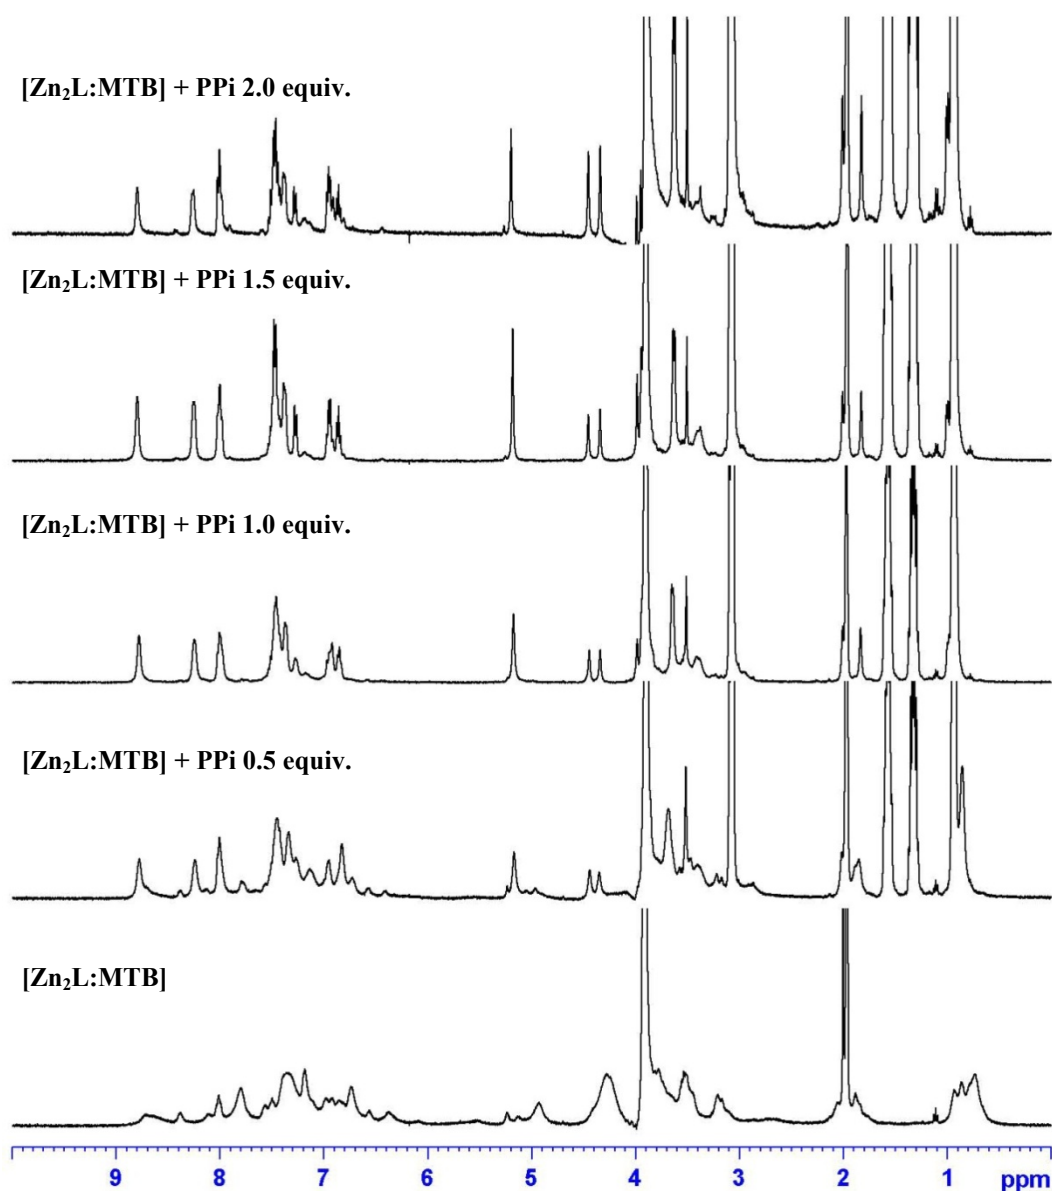 [Zn₂L:MTB] + PPi 2.0 equiv.
[Zn₂L:MTB] + PPi 1.5 equiv.
[Zn₂L:MTB] + PPi 1.0 equiv.
[Zn₂L:MTB] + PPi 0.5 equiv.
[Zn₂L:MTB]
9 8 7 6 5 4 3 2 1 ppm